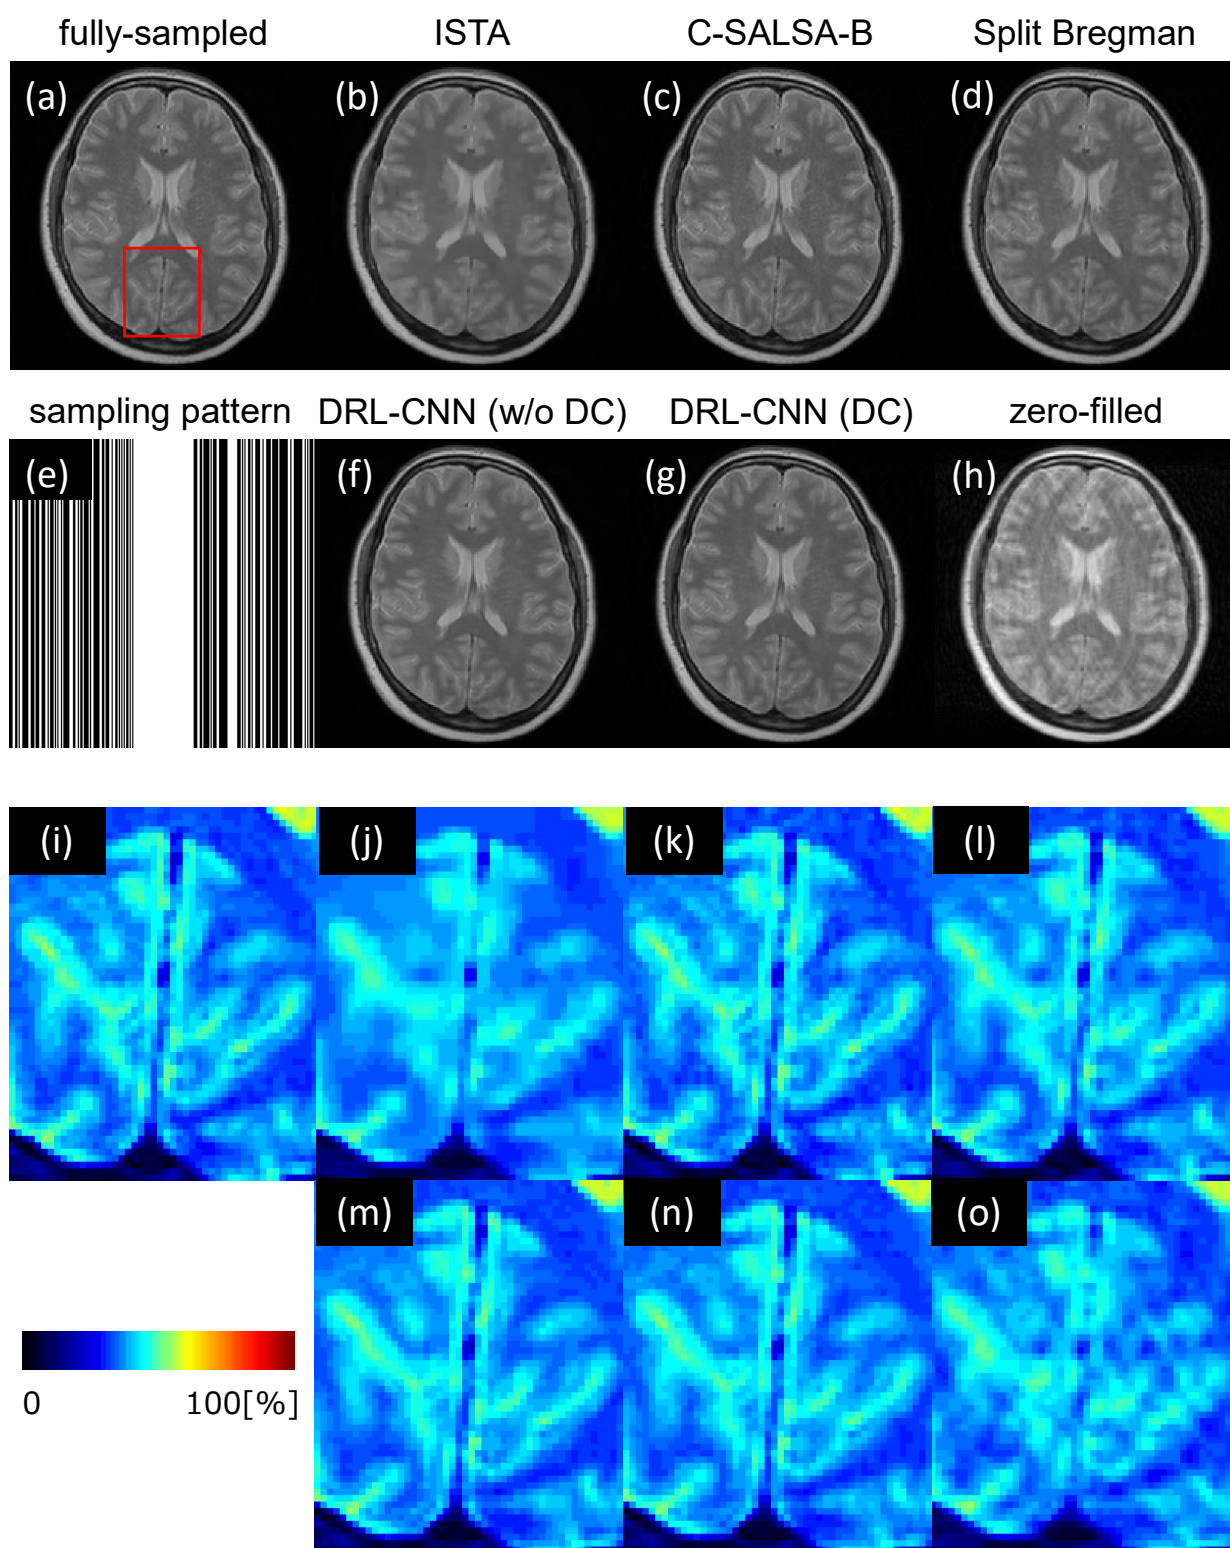 fully-sampled ISTA C-SALSA-B Split Bregman
(a) (b) (c) (d)
sampling pattern DRL-CNN (w/o DC) DRL-CNN (DC) zero-filled
(e) (f) (g) (h)
(i) (j) (k) (l)
(m) (n) (o)
0 100[%]